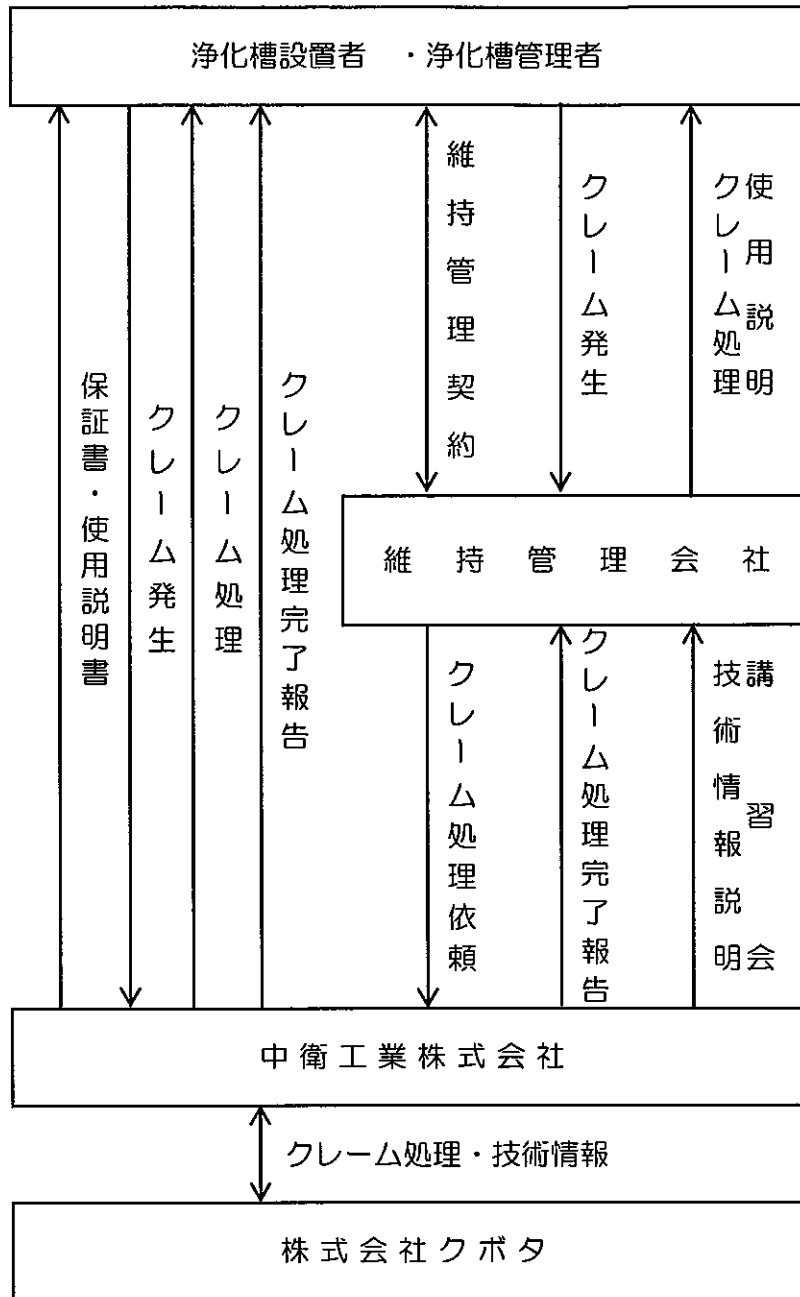 浄化槽設置者　・浄化槽管理者
維持管理契約
クレーム発生
使用説明
クレーム処理
保証書・使用説明書
クレーム発生
クレーム処理
クレーム処理完了報告
維持管理会社
クレーム処理依頼
クレーム処理完了報告
講習会
技術情報説明
中衛工業株式会社
クレーム処理・技術情報
株式会社クボタ